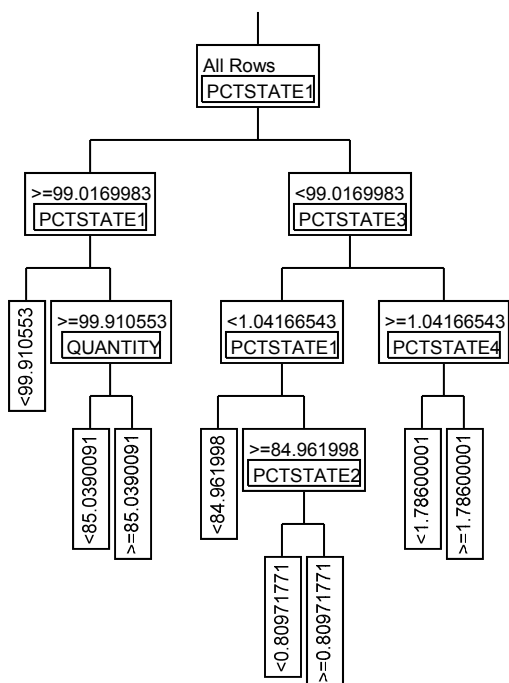 All Rows
PCTSTATE1
>=99.0169983
PCTSTATE1
<99.0169983
PCTSTATE3
<99.910553
>=99.910553
QUANTITY
<1.04166543
PCTSTATE1
>=1.04166543
PCTSTATE4
<85.0390091
>=85.0390091
<84.961998
>=84.961998
PCTSTATE2
<1.78600001
>=1.78600001
<0.80971771
>=0.80971771